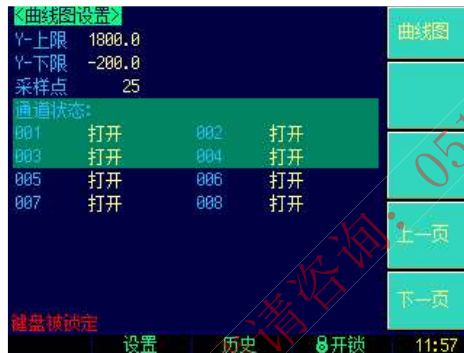 <曲线图设置>
Y-上限 1800.0
Y-下限 -200.0
采样点 25
通道状态:
001 打开 002 打开
003 打开 004 打开
005 打开 006 打开
007 打开 008 打开
键盘被锁定
设置 历史 开锁 11:57
曲线图
上一页
下一页
请咨询: 05